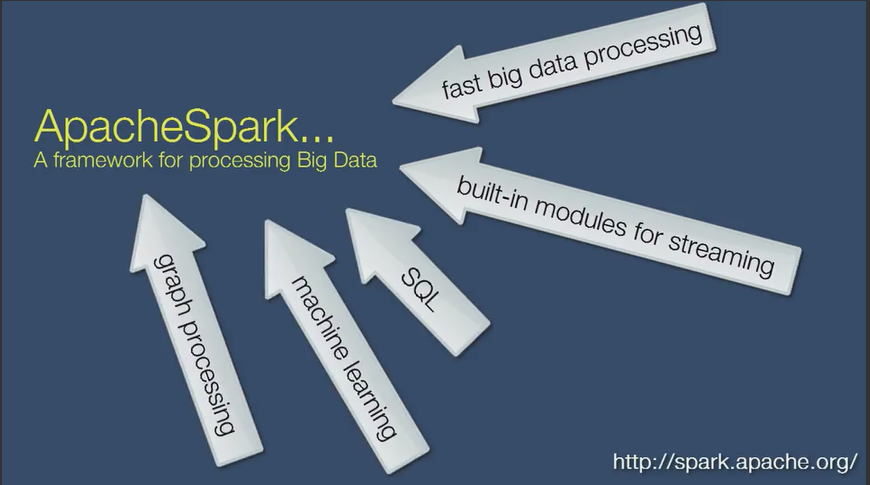 fast big data processing
ApacheSpark...
A framework for processing Big Data
built-in modules for streaming
SQL
machine learning
graph processing
http://spark.apache.org/